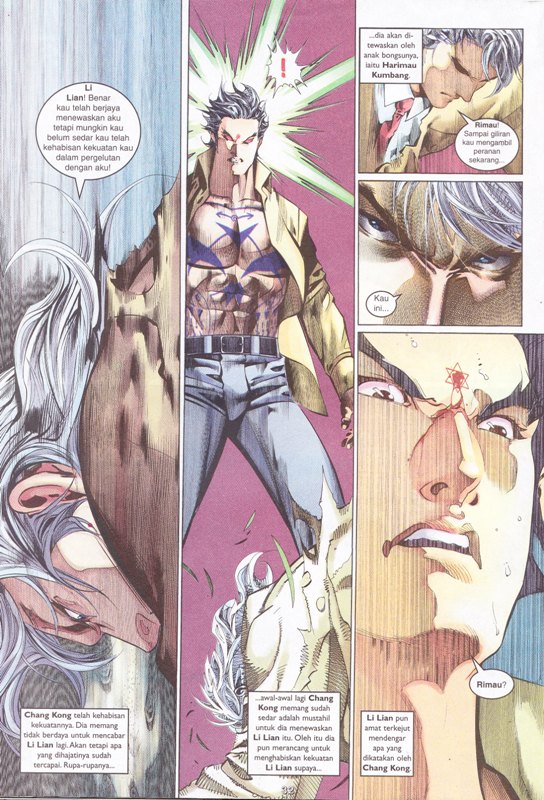 Li
Lian! Benar
kau telah berjaya
menewaskan aku
tetapi mungkin kau
belum sedar kau telah
kehabisan kekuatan kau
dalam pergelutan
dengan aku!
Chang Kong telah kehabisan
kekuatannya. Dia memang
tidak berdaya untuk mencabar
Li Lian lagi. Akan tetapi apa
yang dihajatinya sudah
tercapai. Rupa-rupanya...
!
...awal-awal lagi Chang
Kong memang sudah
sedar adalah mustahil
untuk dia menewaskan
Li Lian itu. Oleh itu dia
pun merancang untuk
menghabiskan kekuatan
Li Lian supaya...
...dia akan di-
tewaskan oleh
anak bongsunya,
iaitu Harimau
Kumbang.
Rimau!
Sampai giliran
kau mengambil
peranan
sekarang...
Kau
ini...
Rimau?
Li Lian pun
amat terkejut
mendengar
apa yang
dikatakan oleh
Chang Kong.
32